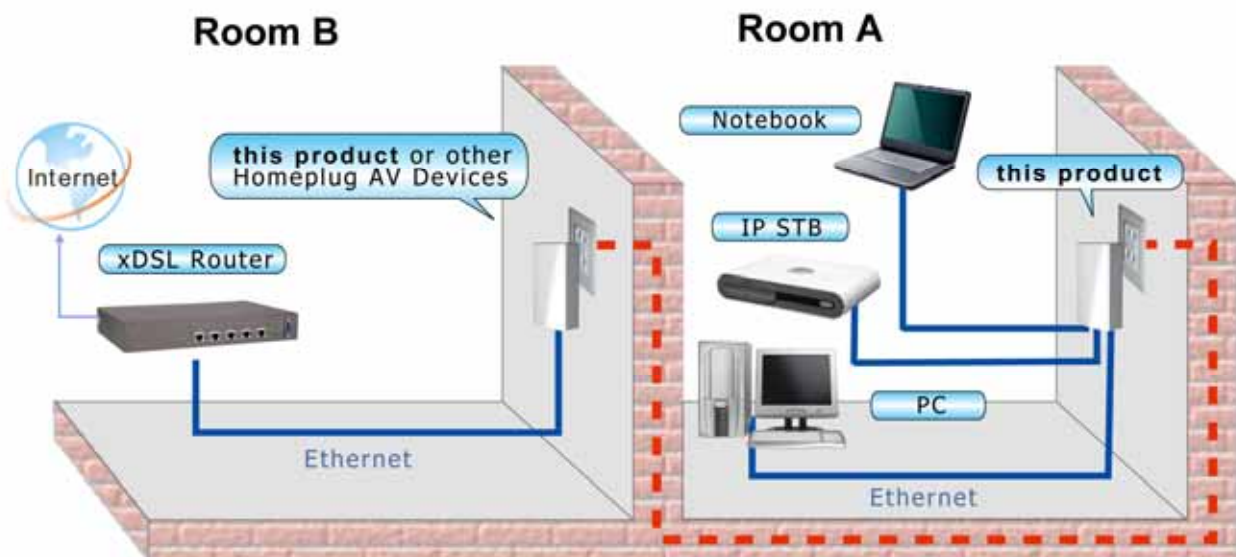 Room B
Room A
Internet
xDSL Router
this product or other
Homeplug AV Devices
Ethernet
Notebook
this product
IP STB
PC
Ethernet